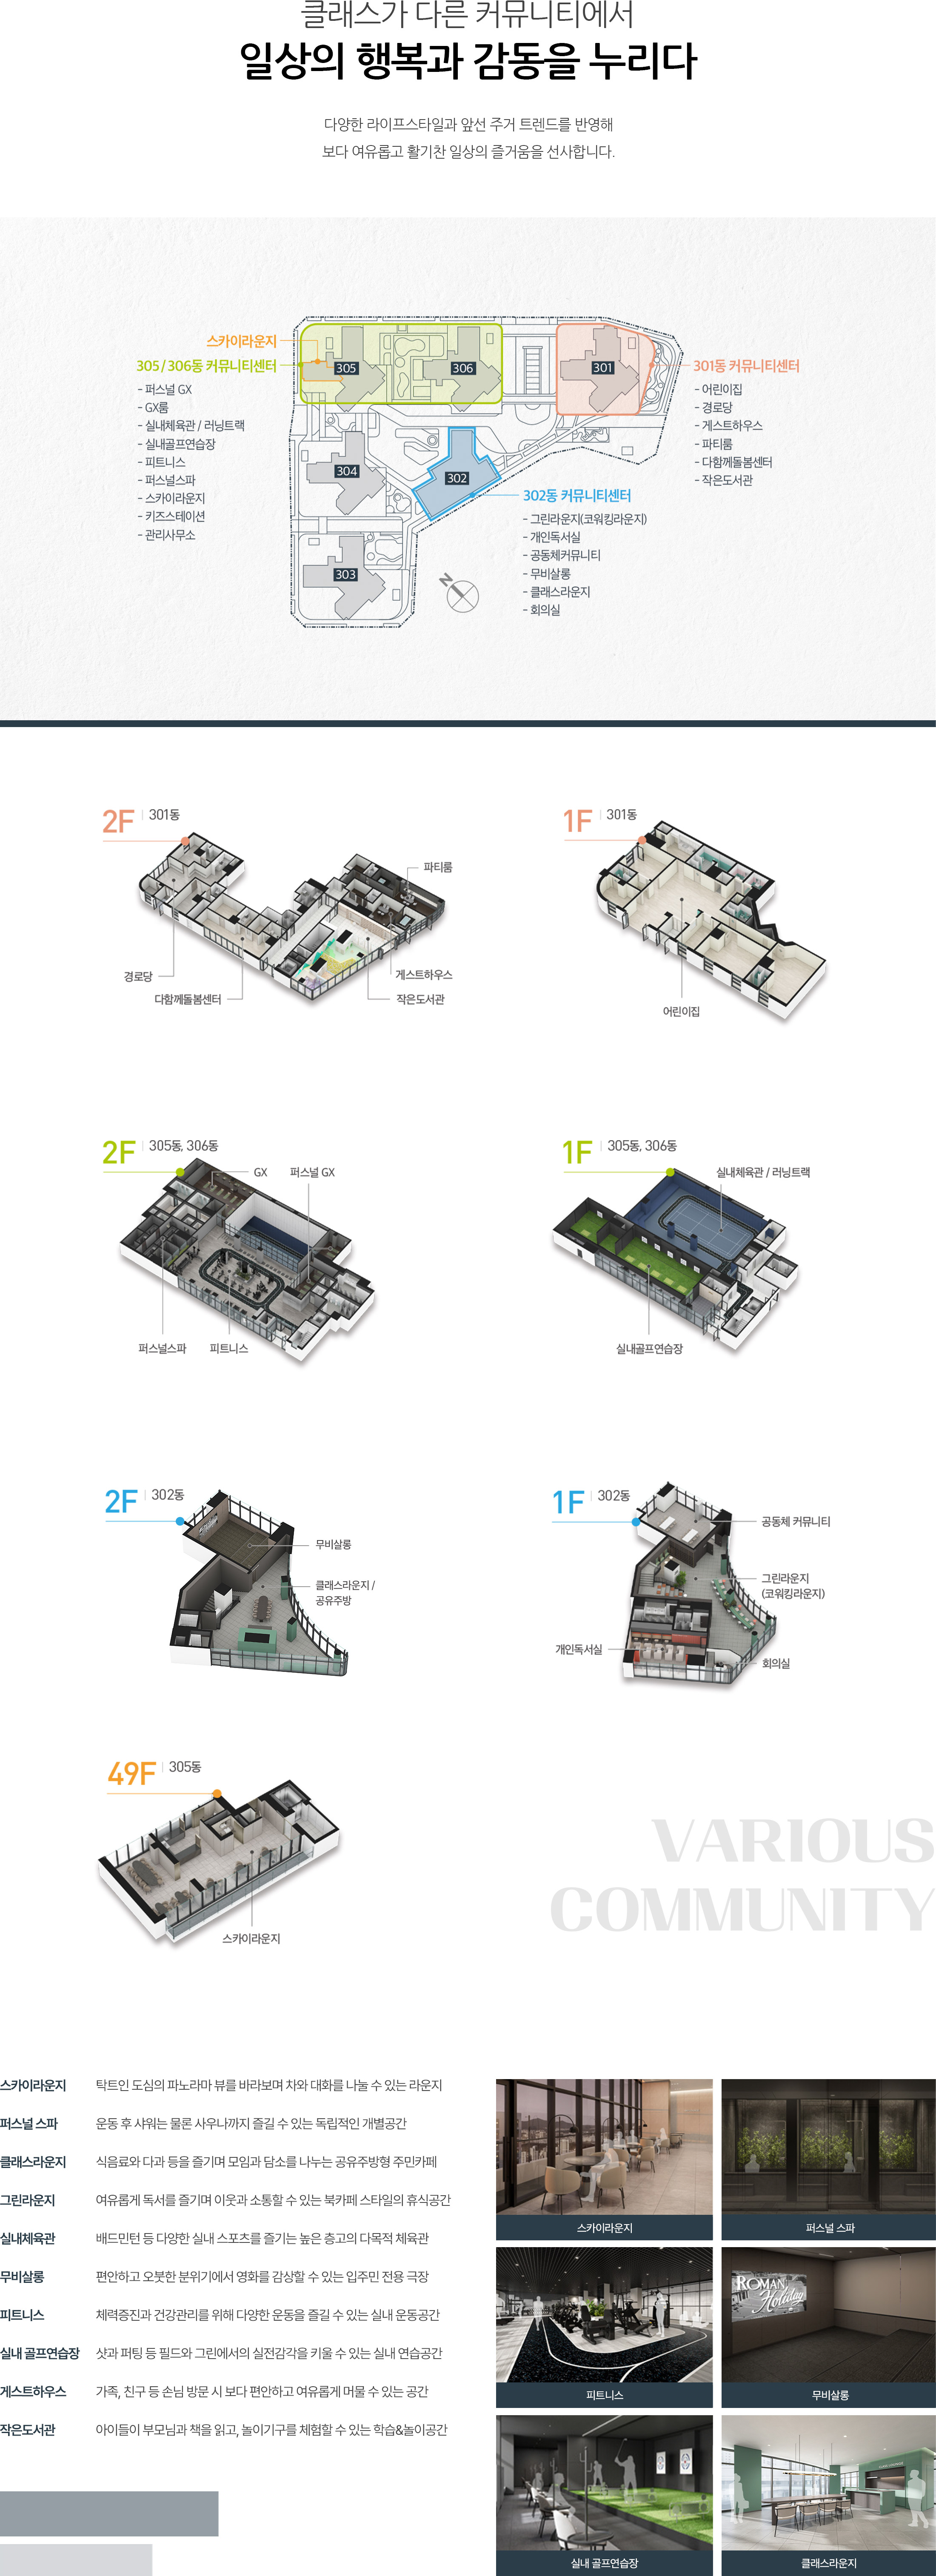 클래스가 다른 커뮤니티에서
일상의 행복과 감동을 누리다
다양한 라이프스타일과 앞선 주거 트렌드를 반영해
보다 여유롭고 활기찬 일상의 즐거움을 선사합니다.
스카이라운지
305 / 306동 커뮤니티센터
- 퍼스널 GX
- GX룸
- 실내체육관 / 러닝트랙
- 실내골프연습장
- 피트니스
- 퍼스널스파
- 스카이라운지
- 키즈스테이션
- 관리사무소
305
306
301
304
302
303
N
301동 커뮤니티센터
- 어린이집
- 경로당
- 게스트하우스
- 파티룸
- 다함께돌봄센터
- 작은도서관
302동 커뮤니티센터
- 그린라운지(코워킹라운지)
- 개인독서실
- 공동체커뮤니티
- 무비살롱
- 클래스라운지
- 회의실
2F 301동
파티룸
경로당
게스트하우스
다함께돌봄센터
작은도서관
1F 301동
어린이집
2F 305동, 306동
GX
퍼스널 GX
퍼스널스파
피트니스
1F 305동, 306동
실내체육관 / 러닝트랙
실내골프연습장
2F 302동
무비살롱
클래스라운지 /
공유주방
1F 302동
공동체 커뮤니티
그린라운지
(코워킹라운지)
개인독서실
회의실
49F 305동
스카이라운지
VARIOUS
COMMUNITY
스카이라운지 탁트인 도심의 파노라마 뷰를 바라보며 차와 대화를 나눌 수 있는 라운지
퍼스널 스파 운동 후 샤워는 물론 사우나까지 즐길 수 있는 독립적인 개별공간
클래스라운지 식음료와 다과 등을 즐기며 모임과 담소를 나누는 공유주방형 주민카페
그린라운지 여유롭게 독서를 즐기며 이웃과 소통할 수 있는 북카페 스타일의 휴식공간
실내체육관 배드민턴 등 다양한 실내 스포츠를 즐기는 높은 층고의 다목적 체육관
무비살롱 편안하고 오붓한 분위기에서 영화를 감상할 수 있는 입주민 전용 극장
피트니스 체력증진과 건강관리를 위해 다양한 운동을 즐길 수 있는 실내 운동공간
실내 골프연습장 샷과 퍼팅 등 필드와 그린에서의 실전감각을 키울 수 있는 실내 연습공간
게스트하우스 가족, 친구 등 손님 방문 시 보다 편안하고 여유롭게 머물 수 있는 공간
작은도서관 아이들이 부모님과 책을 읽고, 놀이기구를 체험할 수 있는 학습&놀이공간
스카이라운지
퍼스널 스파
ROMAN
Holiday
피트니스
무비살롱
실내 골프연습장
클래스라운지